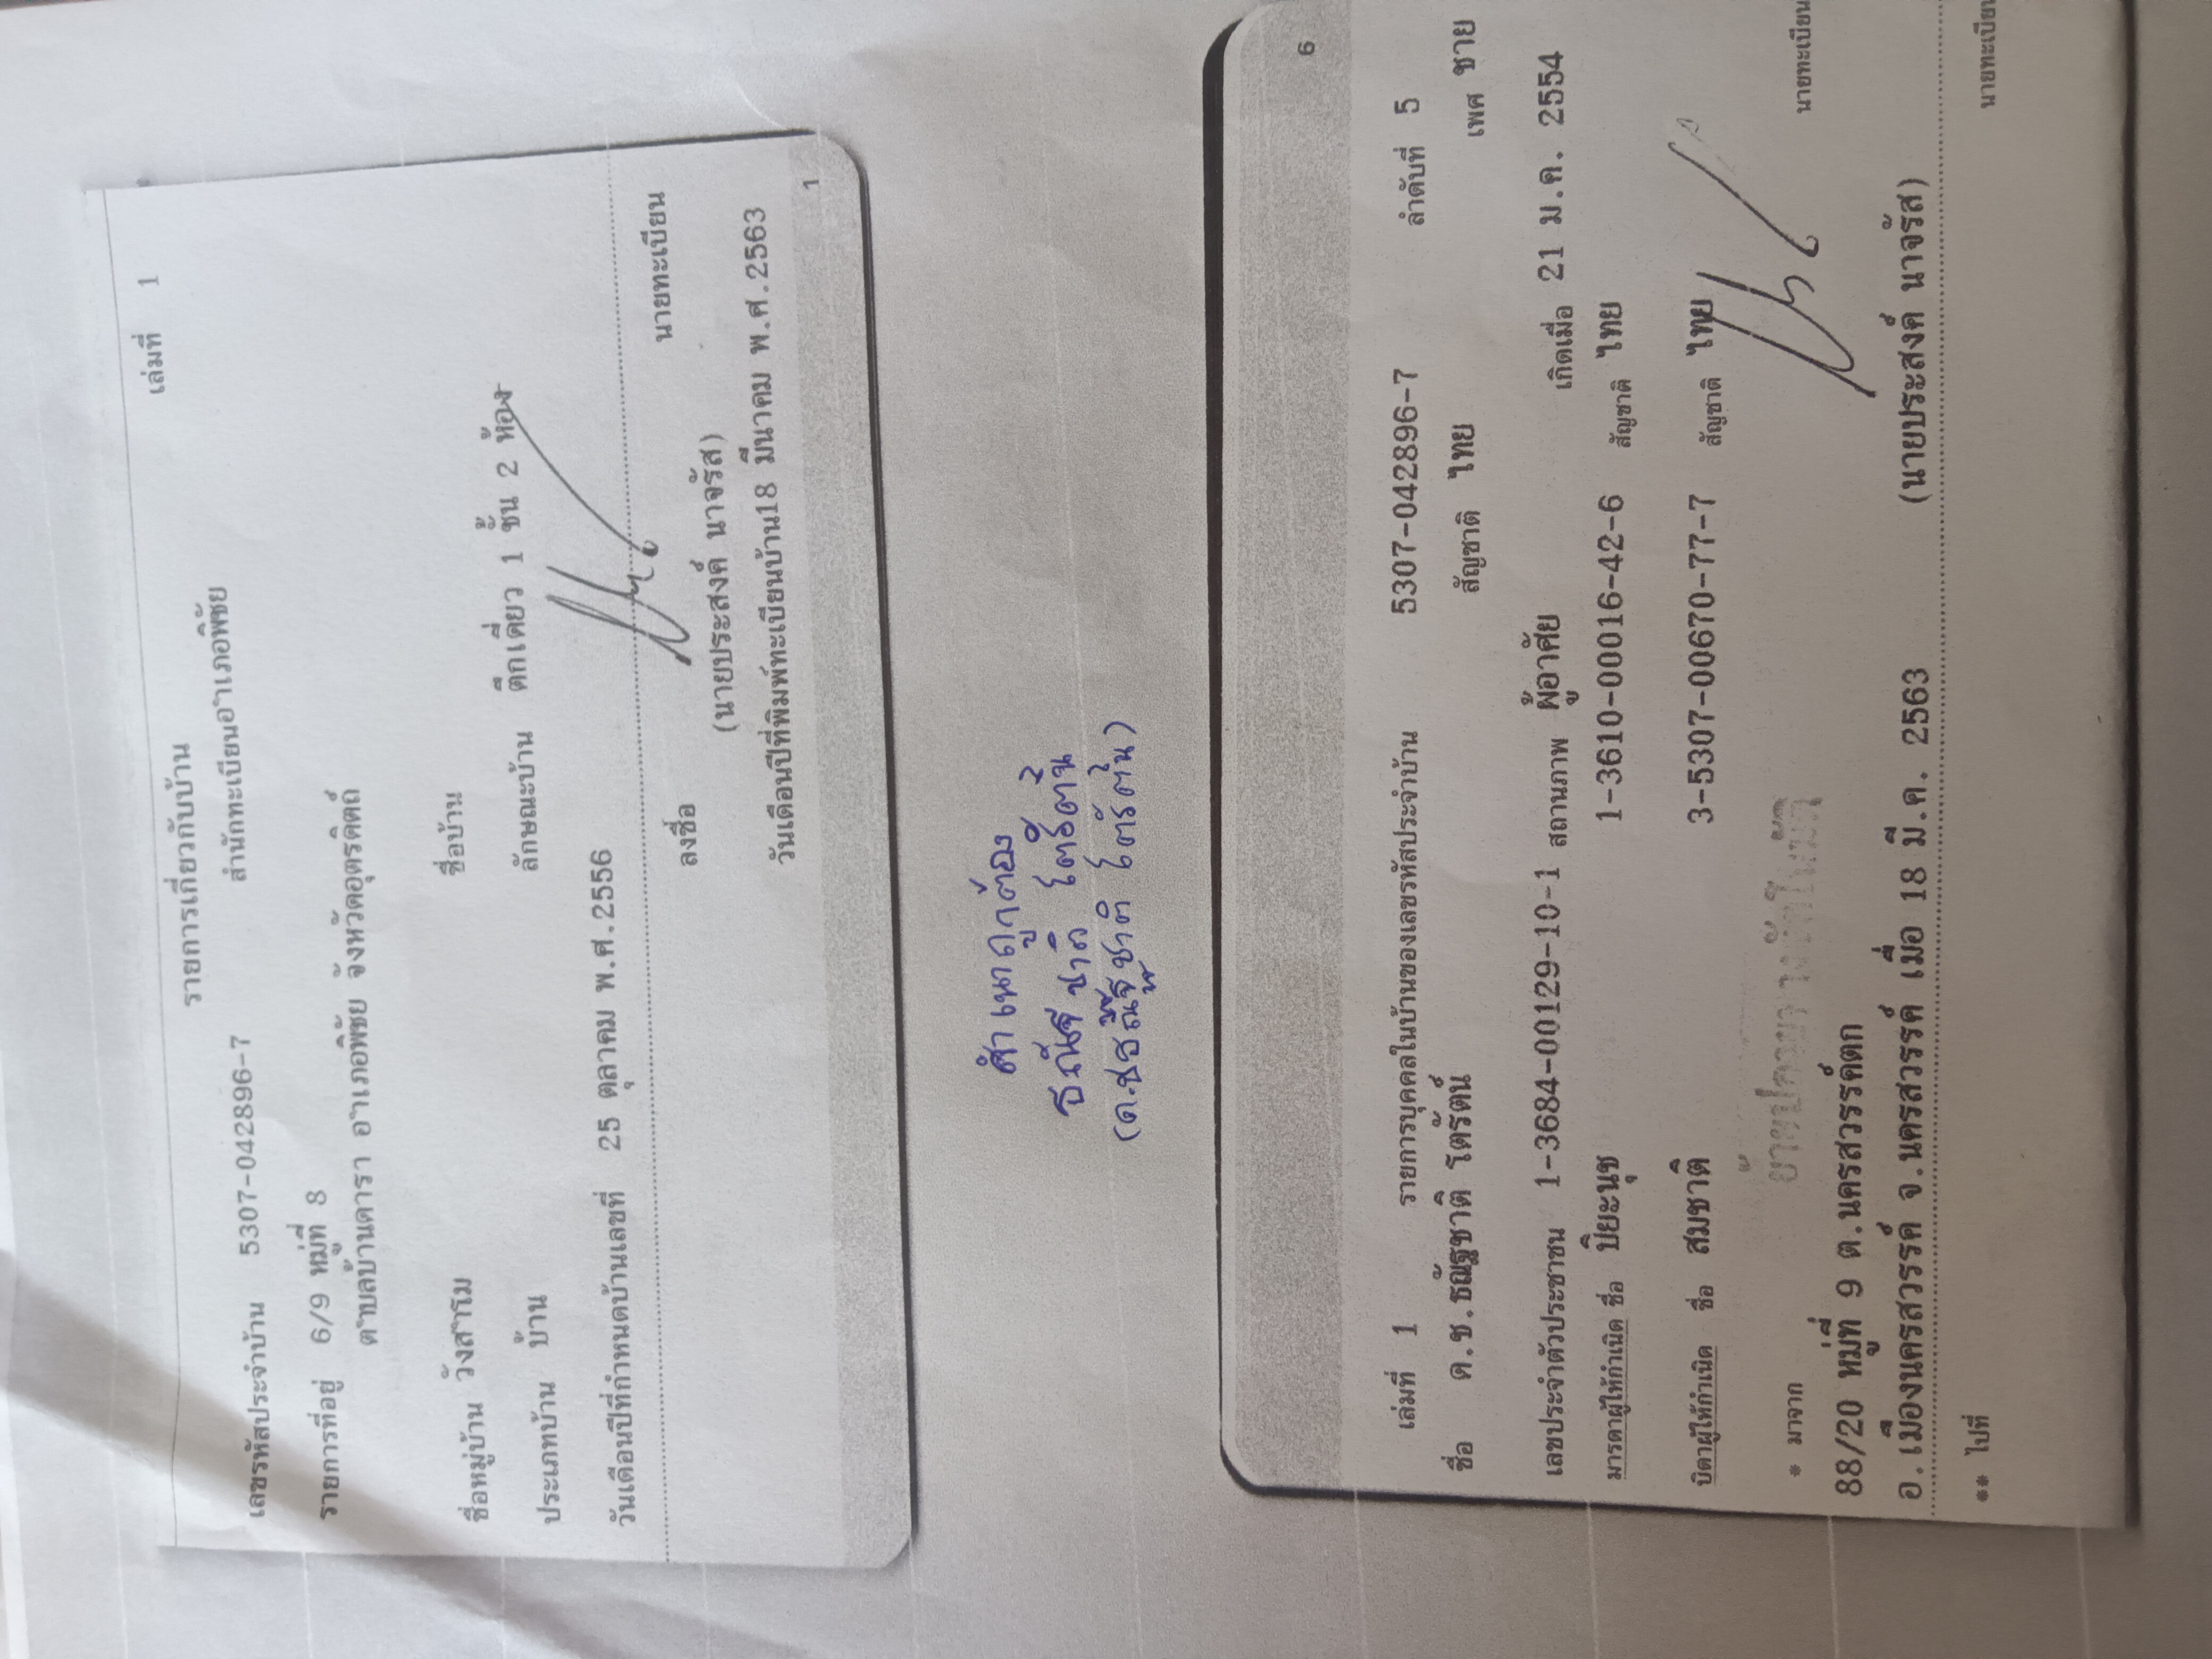 รายการเกี่ยวกับบ้าน เล่มที่ 1
เลขรหัสประจำบ้าน 5307-042896-7 สำนักทะเบียนอำเภอพิชัย
รายการที่อยู่ 6/9 หมู่ที่ 8
ตำบลบ้านดารา อำเภอพิชัย จังหวัดอุตรดิตถ์
ชื่อหมู่บ้าน วังสำโม ชื่อบ้าน
ประเภทบ้าน บ้าน ลักษณะบ้าน ตึกเดี่ยว 1 ชั้น 2 ห้อง
วันเดือนปีที่กำหนดบ้านเลขที่ 25 ตุลาคม พ.ศ.2556
ลงชื่อ นายทะเบียน
(นายประสงค์ นาจรัส)
วันเดือนปีที่พิมพ์ทะเบียนบ้าน18 มีนาคม พ.ศ.2563
1
สำเนาถูกต้อง
ธณัฐชาติ โตรัตน์
(ด.ช.ธณัฐชาติ โตรัตน์)
6
เล่มที่ 1 รายการบุคคลในบ้านของเลขรหัสประจำบ้าน 5307-042896-7 ลำดับที่ 5
ชื่อ ด.ช.ธณัฐชาติ โตรัตน์ สัญชาติ ไทย เพศ ชาย
เลขประจำตัวประชาชน 1-3684-00129-10-1 สถานภาพ ผู้อาศัย เกิดเมื่อ 21 ม.ค. 2554
มารดาผู้ให้กำเนิด ชื่อ ปิยะนุช 1-3610-00016-42-6 สัญชาติ ไทย
บิดาผู้ให้กำเนิด ชื่อ สมชาติ 3-5307-00670-77-7 สัญชาติ ไทย
* มาจาก
88/20 หมู่ที่ 9 ต.นครสวรรค์ตก นายทะเบียน
อ.เมืองนครสวรรค์ จ.นครสวรรค์ เมื่อ 18 มี.ค. 2563 (นายประสงค์ นาจรัส)
** ไปที่ นายทะเบียน